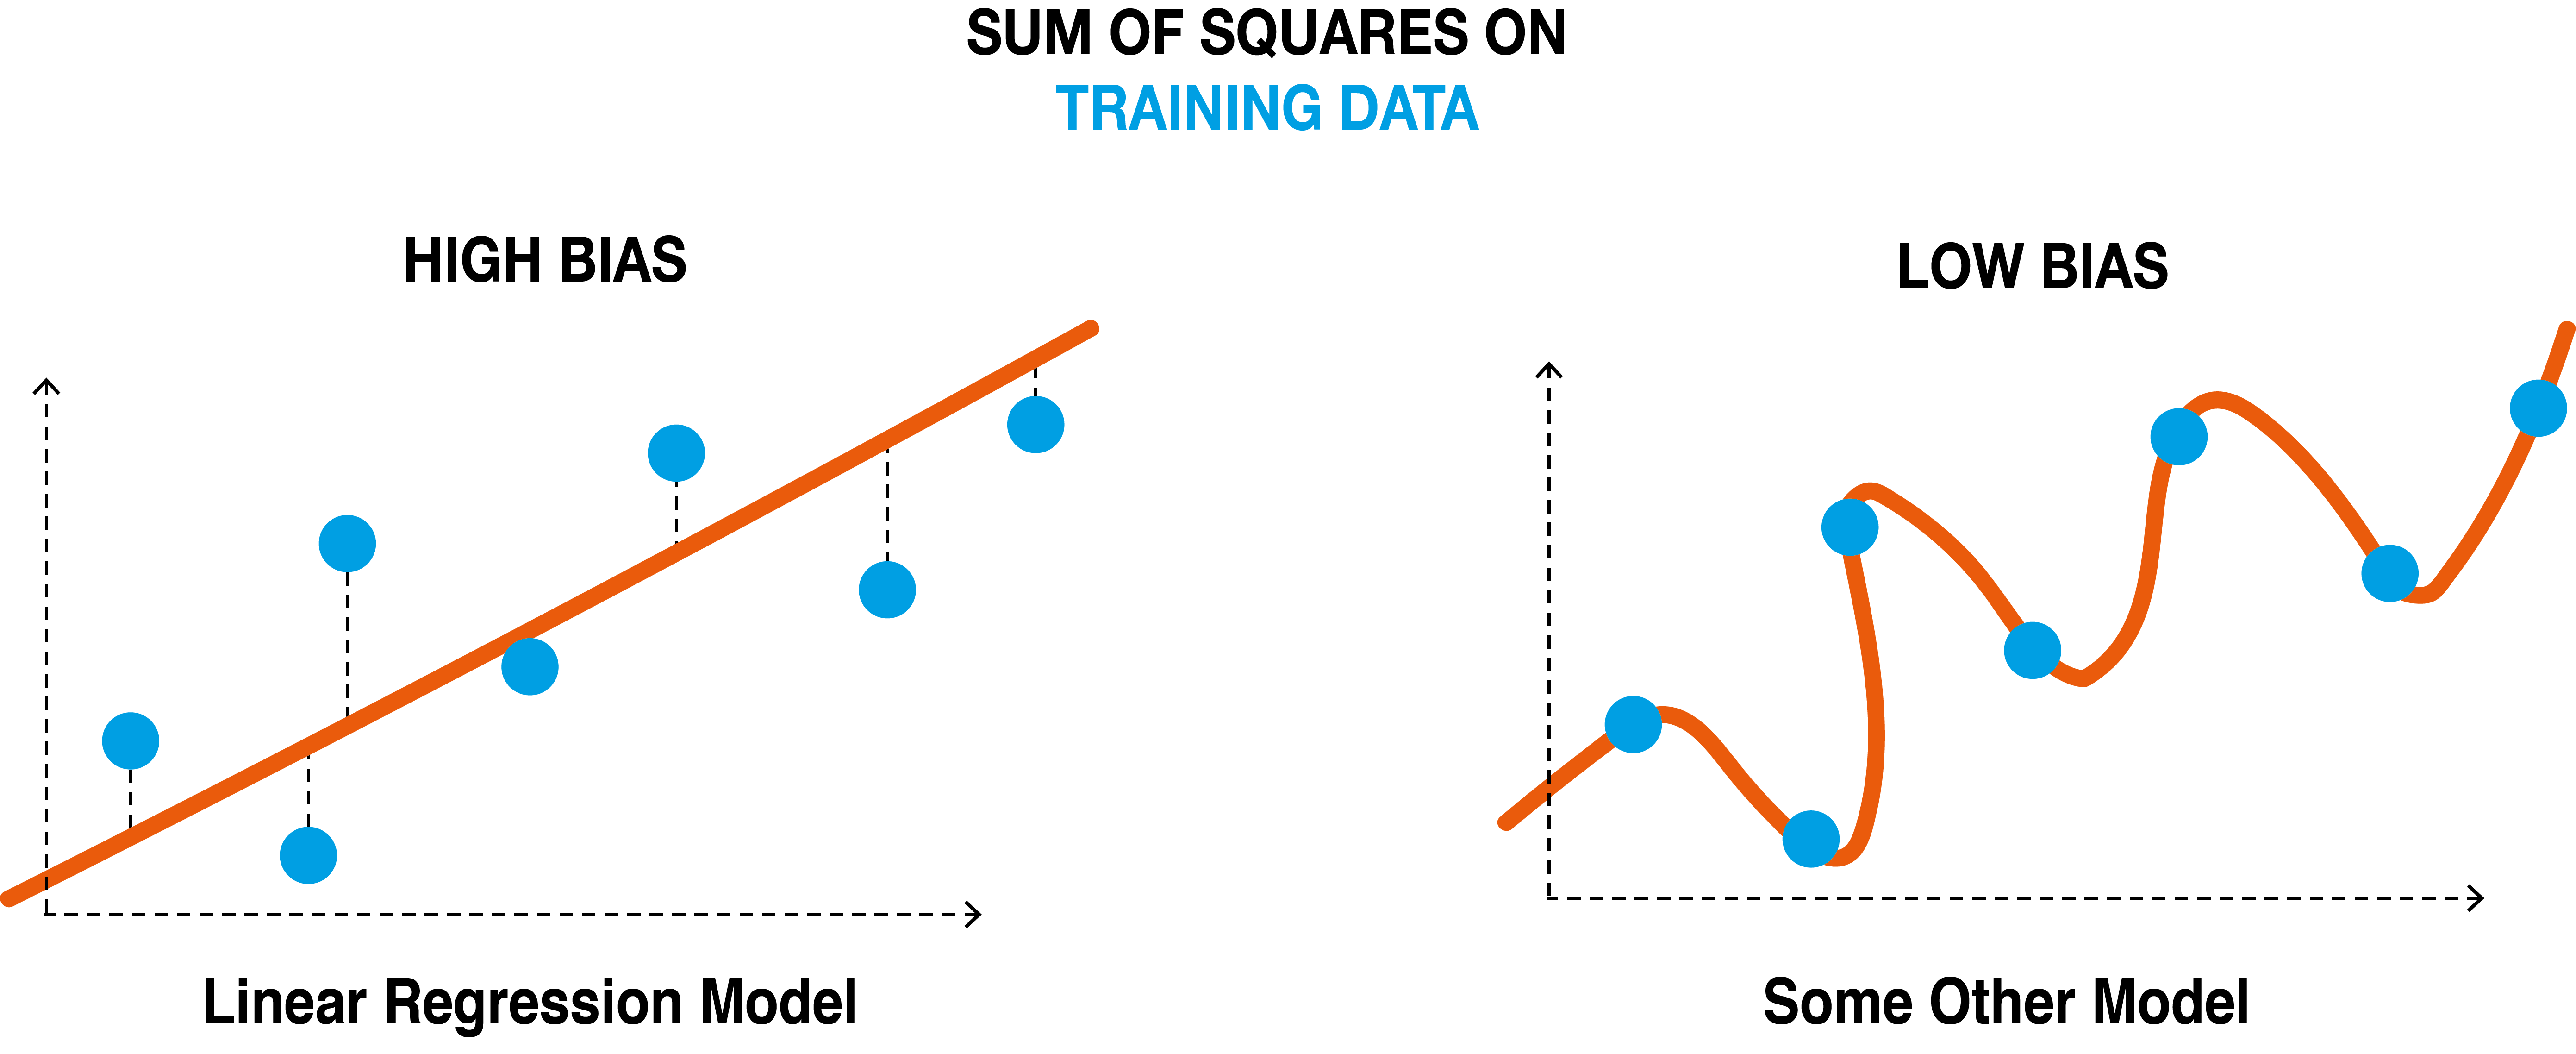 SUM OF SQUARES ON
TRAINING DATA
HIGH BIAS
LOW BIAS
Linear Regression Model
Some Other Model